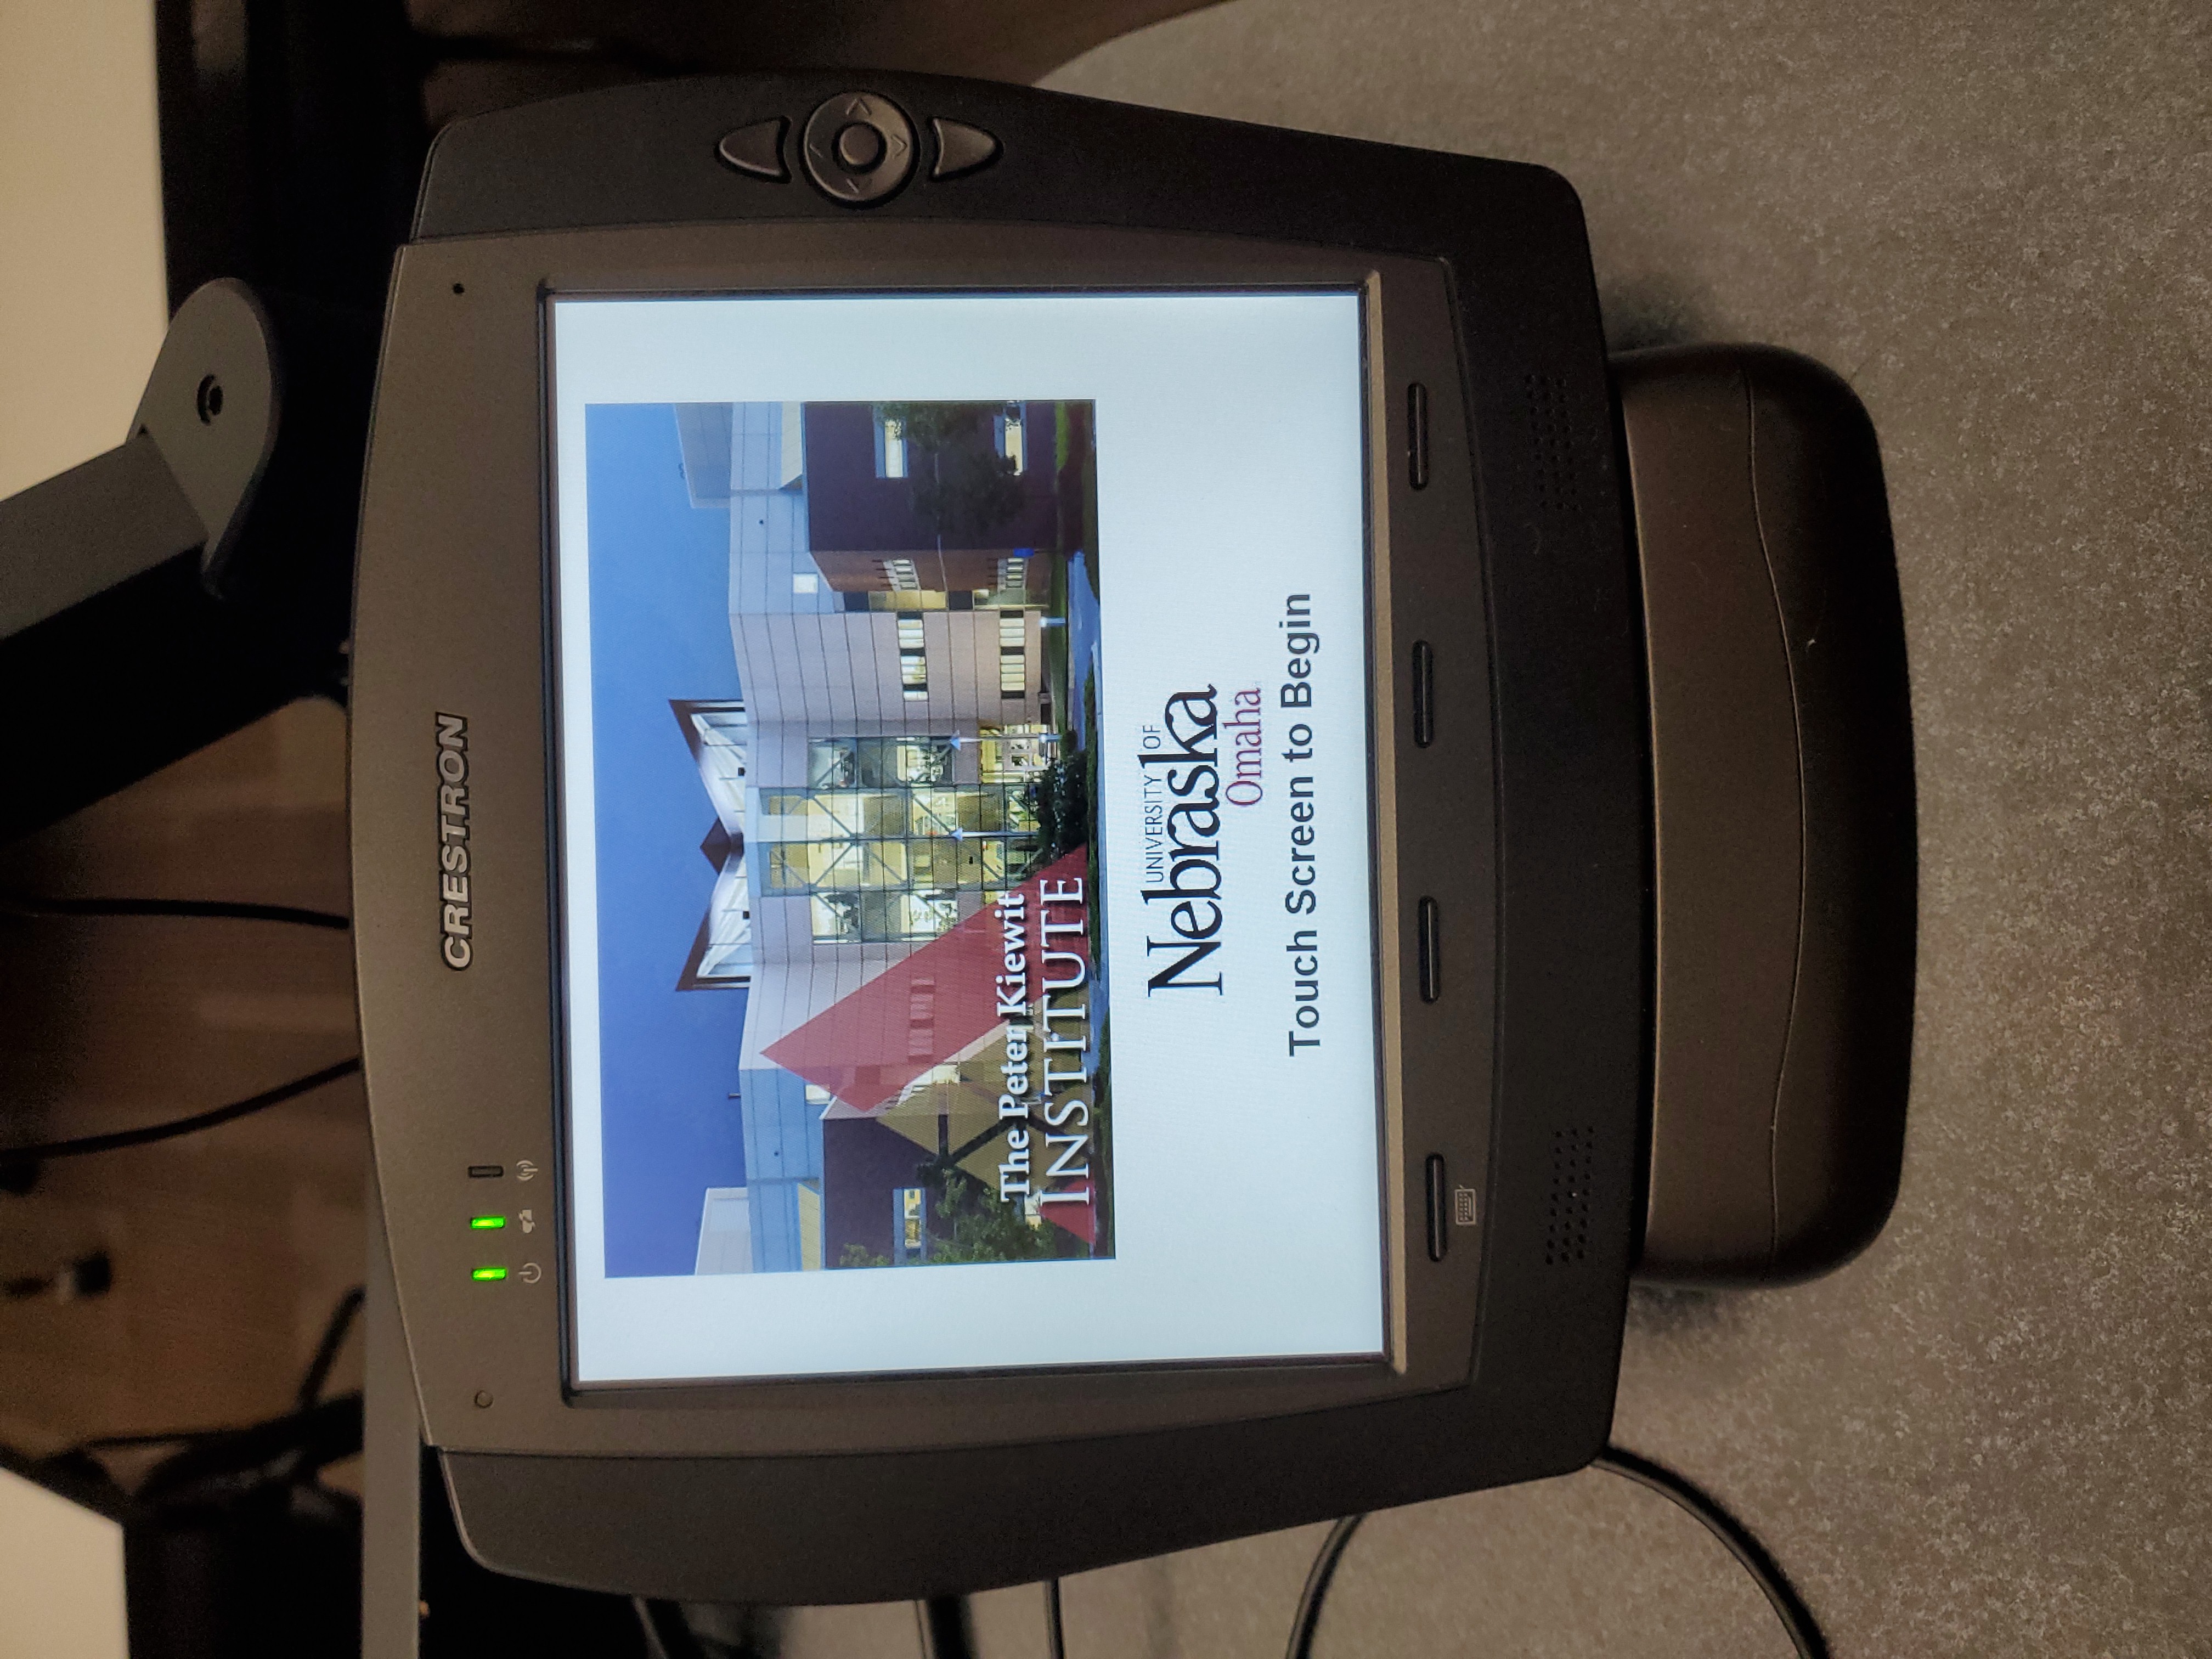 CRESTRON
The Peter Kiewit
INSTITUTE
UNIVERSITY OF
Nebraska
Omaha
Touch Screen to Begin